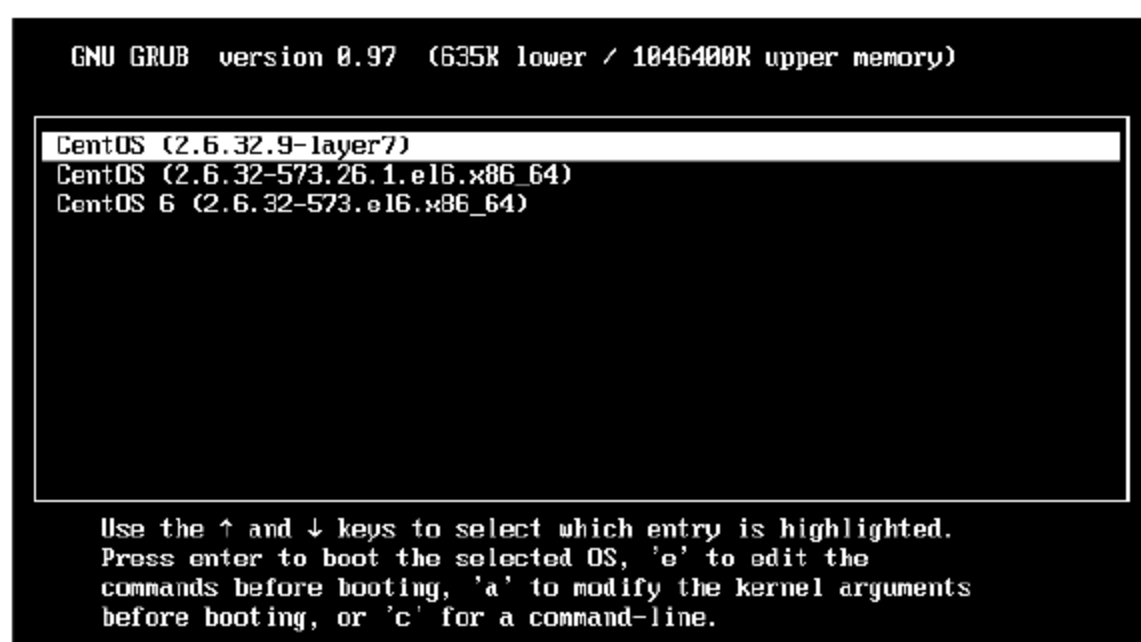 GNU GRUB version 0.97 (635K lower / 1046400K upper memory)
CentOS (2.6.32.9-layer7)
CentOS (2.6.32-573.26.1.el6.x86_64)
CentOS 6 (2.6.32-573.el6.x86_64)
Use the ↑ and ↓ keys to select which entry is highlighted.
Press enter to boot the selected OS, 'e' to edit the
commands before booting, 'a' to modify the kernel arguments
before booting, or 'c' for a command-line.